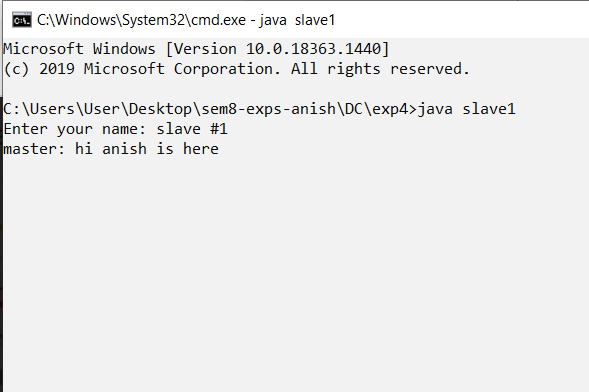 C:\Windows\System32\cmd.exe - java  slave1
Microsoft Windows [Version 10.0.18363.1440]
(c) 2019 Microsoft Corporation. All rights reserved.
C:\Users\User\Desktop\sem8-exps-anish\DC\exp4>java slave1
Enter your name: slave #1
master: hi anish is here